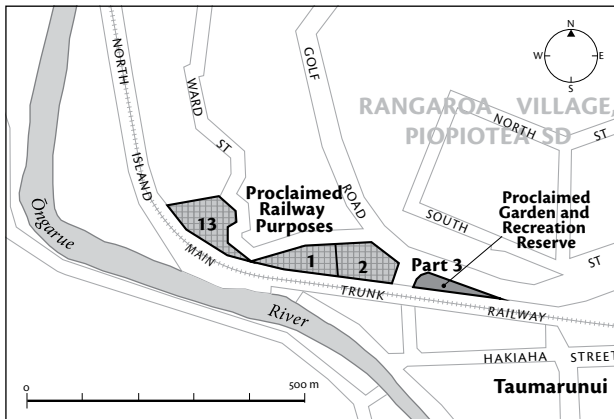 N
W E
S
NORTH
ISLAND
MAIN
TRUNK
RAILWAY
WARD
ST
GOLF
ROAD
RANGAROA VILLAGE,
PIOPIOTEA SD
NORTH
ST
SOUTH
ST
Proclaimed
Railway
Purposes
Proclaimed
Garden and
Recreation
Reserve
13
1
2
Part 3
Ōngarue
River
HAKIAHA STREET
Taumarunui
0 500 m